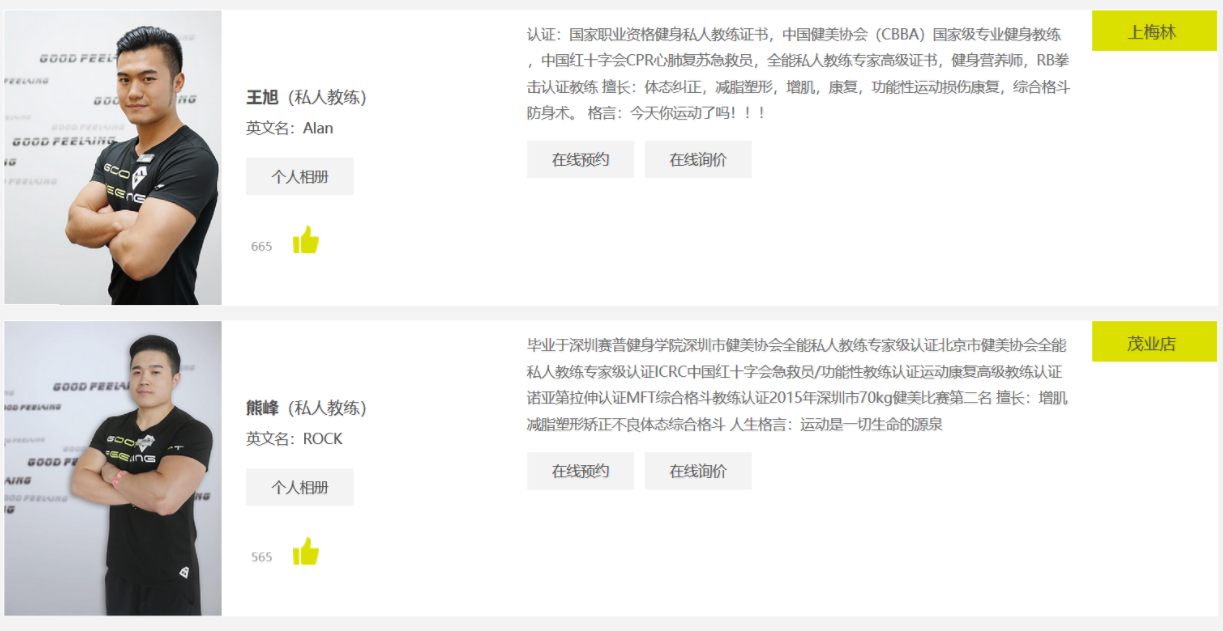 GOOD FEELING
GOOD FEELING
GOOD FEELING
GOOD FEELING
王旭（私人教练）
英文名：Alan
个人相册
665
认证：国家职业资格健身私人教练证书，中国健美协会（CBBA）国家级专业健身教练
，中国红十字会CPR心肺复苏急救员，全能私人教练专家高级证书，健身营养师，RB拳
击认证教练 擅长：体态纠正，减脂塑形，增肌，康复，功能性运动损伤康复，综合格斗
防身术。 格言：今天你运动了吗！！！
在线预约 在线询价
上梅林
GOOD FEELING
GOOD FEELING
GOOD FEELING
熊峰（私人教练）
英文名：ROCK
个人相册
565
毕业于深圳赛普健身学院深圳市健美协会全能私人教练专家级认证北京市健美协会全能
私人教练专家级认证ICRC中国红十字会急救员/功能性教练认证运动康复高级教练认证
诺亚第拉伸认证MFT综合格斗教练认证2015年深圳市70kg健美比赛第二名 擅长：增肌
减脂塑形矫正不良体态综合格斗 人生格言：运动是一切生命的源泉
在线预约 在线询价
茂业店